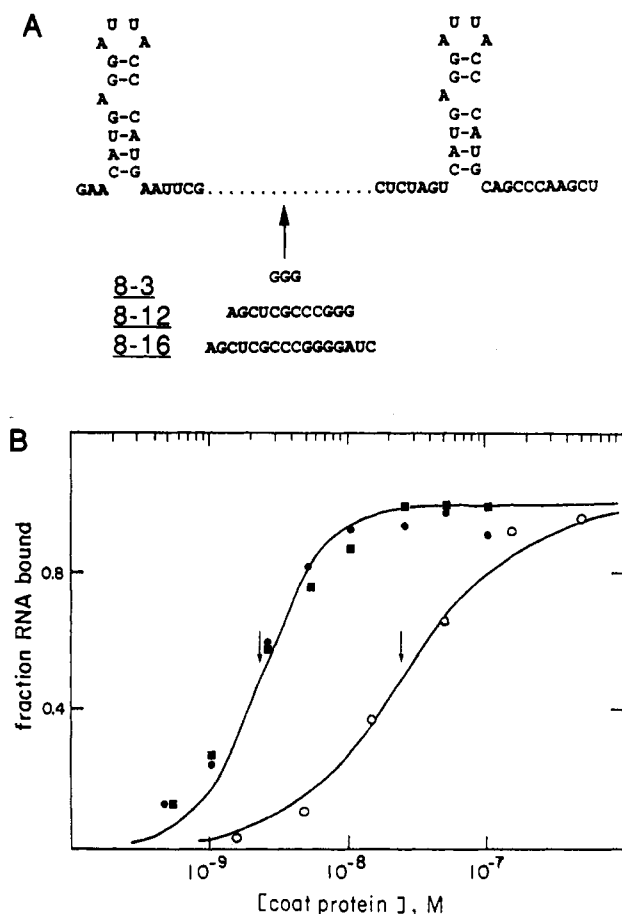 A
U U U U
A A A A
G-C G-C
G-C G-C
A A
G-C G-C
U-A U-A
A-U A-U
C G C G
GAA AAUUCG................CUCUAGU CAGCCCAAGCU
8-3 GGG
8-12 AGCUCGCCCGGG
8-16 AGCUCGCCCGGGGAUC
B
fraction RNA bound
0.8
0.4
10⁻⁹ 10⁻⁸ 10⁻⁷
[coat protein], M